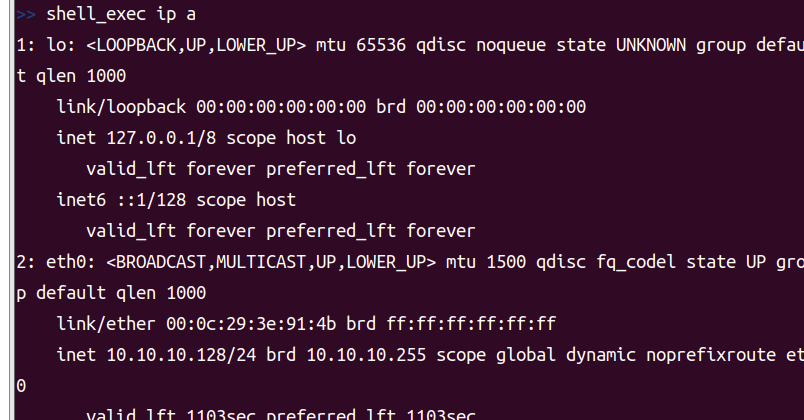 >> shell_exec ip a
1: lo: <LOOPBACK,UP,LOWER_UP> mtu 65536 qdisc noqueue state UNKNOWN group defau
t qlen 1000
link/loopback 00:00:00:00:00:00 brd 00:00:00:00:00:00
inet 127.0.0.1/8 scope host lo
valid_lft forever preferred_lft forever
inet6 ::1/128 scope host
valid_lft forever preferred_lft forever
2: eth0: <BROADCAST,MULTICAST,UP,LOWER_UP> mtu 1500 qdisc fq_codel state UP gro
p default qlen 1000
link/ether 00:0c:29:3e:91:4b brd ff:ff:ff:ff:ff:ff
inet 10.10.10.128/24 brd 10.10.10.255 scope global dynamic noprefixroute et
0
valid_lft 1103sec preferred_lft 1103sec